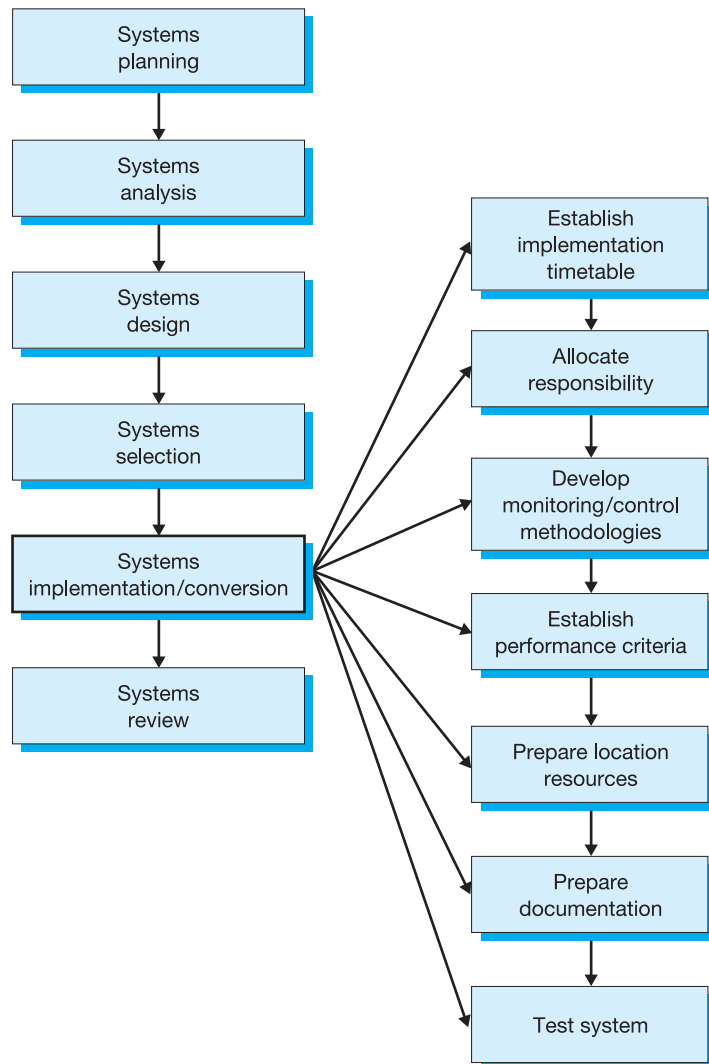 Systems
planning
Systems
analysis
Systems
design
Systems
selection
Systems
implementation/conversion
Systems
review
Establish
implementation
timetable
Allocate
responsibility
Develop
monitoring/control
methodologies
Establish
performance criteria
Prepare location
resources
Prepare
documentation
Test system